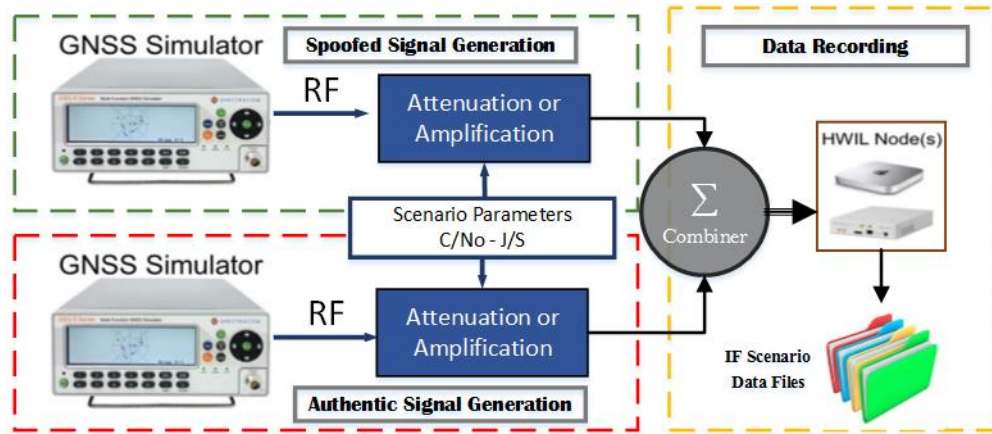 GNSS Simulator
Spoofed Signal Generation
Data Recording
RF
Attenuation or
Amplification
HWIL Node(s)
Scenario Parameters
C/No - J/S
Σ
Combiner
GNSS Simulator
RF
Attenuation or
Amplification
IF Scenario
Data Files
Authentic Signal Generation